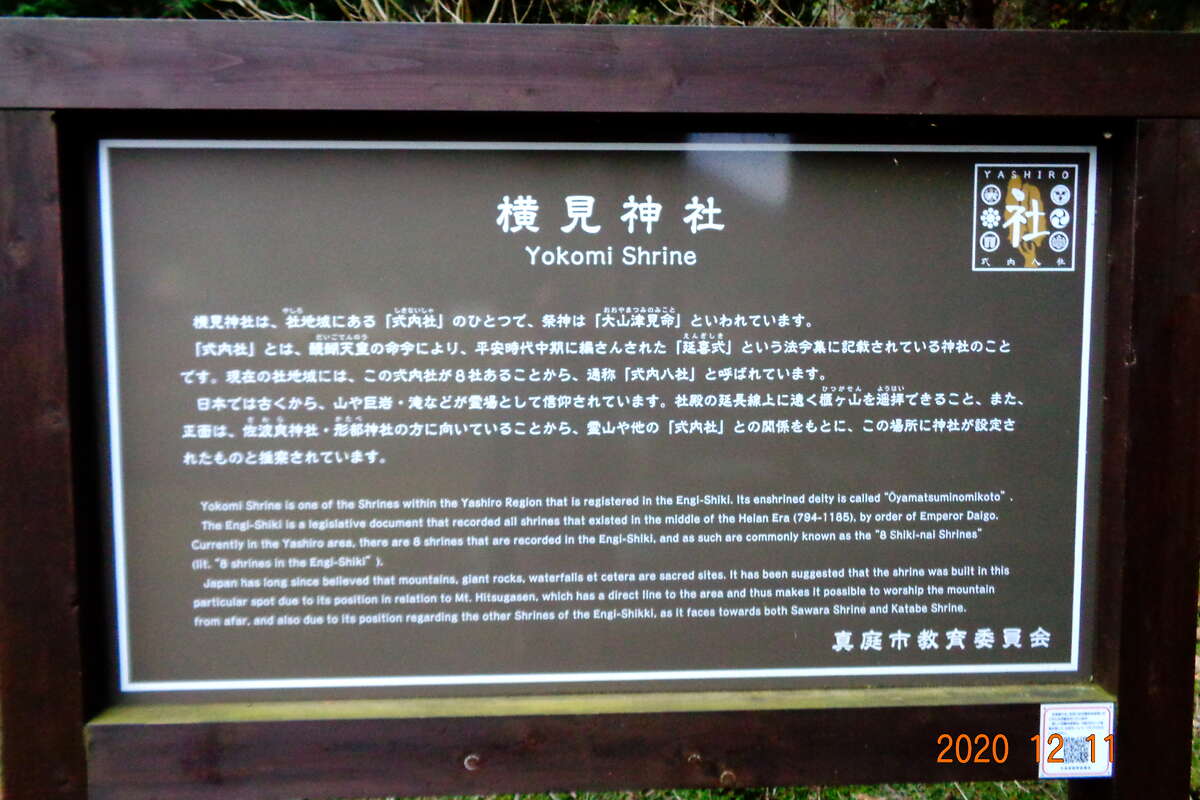 YASHIRO
社
式内八社
横見神社
Yokomi Shrine
横見神社は、社地域にある「式内社」のひとつで、祭神は「大山津見命」といわれています。
「式内社」とは、醍醐天皇の命令により、平安時代中期に編さんされた「延喜式」という法令集に記載されている神社のこと
です。現在の社地域には、この式内社が8社あることから、通称「式内八社」と呼ばれています。
日本では古くから、山や巨岩・滝などが霊場として信仰されています。社殿の延長線上に遠く櫃ヶ山を遥拝できること、また、
正面は、佐波良神社・形部神社の方に向いていることから、霊山や他の「式内社」との関係をもとに、この場所に神社が設定さ
れたものと推察されています。
Yokomi Shrine is one of the Shrines within the Yashiro Region that is registered in the Engi-Shiki. Its enshrined deity is called "Ōyamatsuminomikoto".
The Engi-Shiki is a legislative document that recorded all shrines that existed in the middle of the Heian Era (794-1185), by order of Emperor Daigo.
Currently in the Yashiro area, there are 8 shrines that are recorded in the Engi-Shiki, and as such are commonly known as the "8 Shiki-nai Shrines"
(lit. "8 shrines in the Engi-Shiki").
Japan has long since believed that mountains, giant rocks, waterfalls et cetera are sacred sites. It has been suggested that the shrine was built in this
particular spot due to its position in relation to Mt. Hitsugasen, which has a direct line to the area and thus makes it possible to worship the mountain
from afar, and also due to its position regarding the other Shrines of the Engi-Shikki, as it faces towards both Sawara Shrine and Katabe Shrine.
真庭市教育委員会
2020 12 11